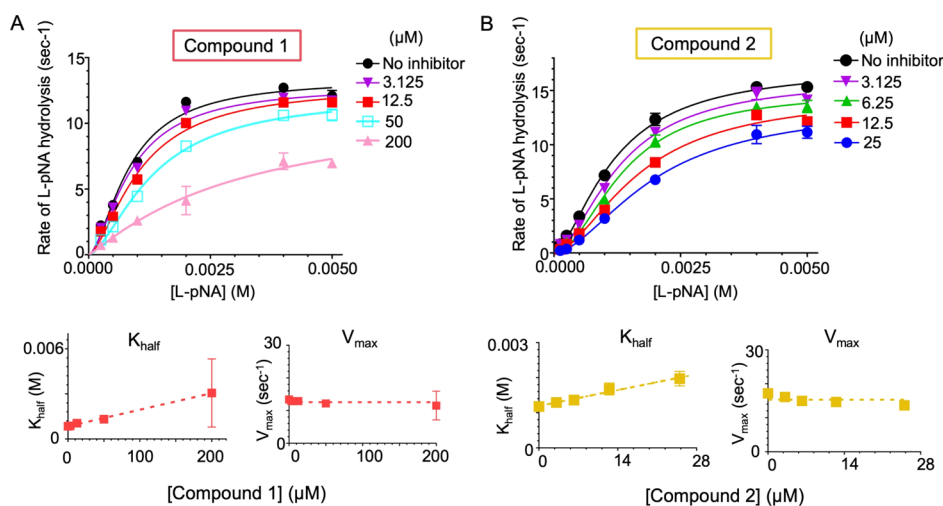 A
Compound 1
(µM)
No inhibitor
3.125
12.5
50
200
Rate of L-pNA hydrolysis (sec-1)
15
10
5
0
0.0000
0.0025
0.0050
[L-pNA] (M)
B
Compound 2
(µM)
No inhibitor
3.125
6.25
12.5
25
Rate of L-pNA hydrolysis (sec-1)
15
10
5
0
0.0000
0.0025
0.0050
[L-pNA] (M)
Khalf
0.006
0
Khalf (M)
0
100
200
Vmax
30
15
0
Vmax (sec-1)
0
100
200
[Compound 1] (µM)
Khalf
0.003
0
Khalf (M)
0
14
28
Vmax
30
15
0
Vmax (sec-1)
0
14
28
[Compound 2] (µM)